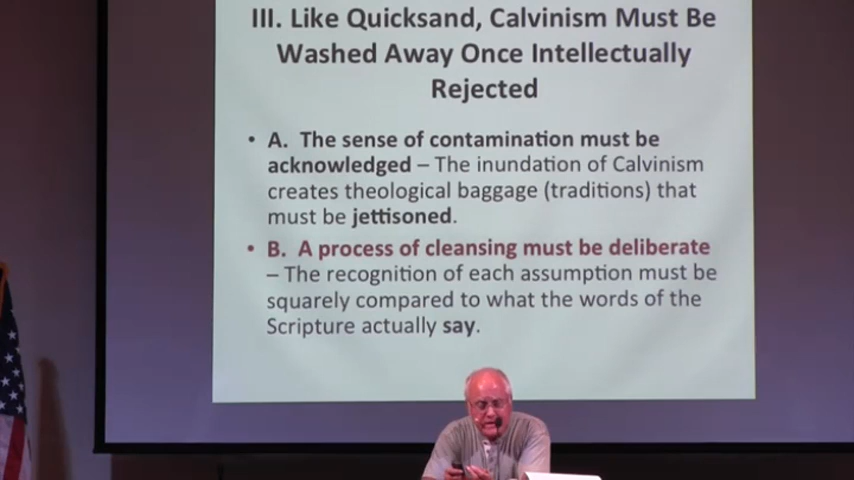 III. Like Quicksand, Calvinism Must Be
Washed Away Once Intellectually
Rejected
• A. The sense of contamination must be
acknowledged – The inundation of Calvinism
creates theological baggage (traditions) that
must be jettisoned.
• B. A process of cleansing must be deliberate
– The recognition of each assumption must be
squarely compared to what the words of the
Scripture actually say.